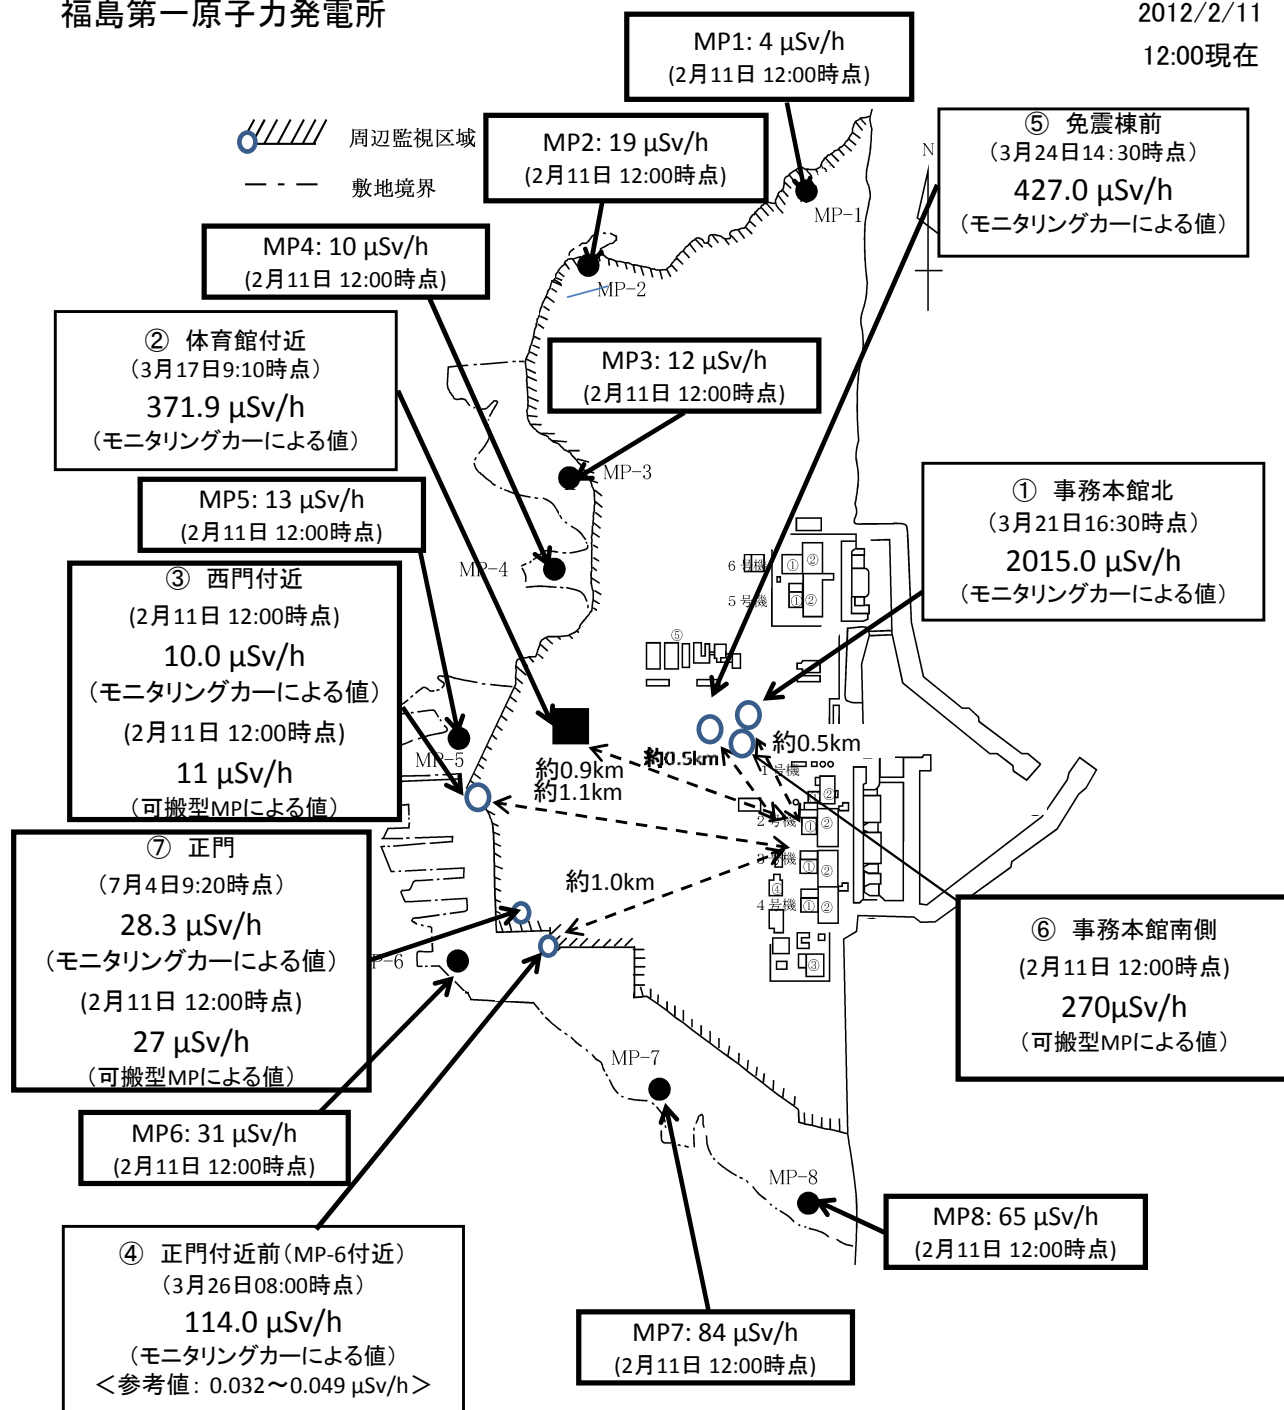 福島第一原子力発電所
2012/2/11
12:00現在
周辺監視区域
敷地境界
MP1: 4 μSv/h
(2月11日 12:00時点)
MP2: 19 μSv/h
(2月11日 12:00時点)
⑤ 免震棟前
(3月24日14:30時点)
427.0 μSv/h
(モニタリングカーによる値)
N
MP-1
MP4: 10 μSv/h
(2月11日 12:00時点)
MP-2
② 体育館付近
(3月17日9:10時点)
371.9 μSv/h
(モニタリングカーによる値)
MP3: 12 μSv/h
(2月11日 12:00時点)
MP-3
MP5: 13 μSv/h
(2月11日 12:00時点)
① 事務本館北
(3月21日16:30時点)
2015.0 μSv/h
(モニタリングカーによる値)
MP-4
6号機
① ②
5号機
① ②
③ 西門付近
(2月11日 12:00時点)
10.0 μSv/h
(モニタリングカーによる値)
(2月11日 12:00時点)
11 μSv/h
(可搬型MPによる値)
⑤
MP-5
約0.9km
約1.1km
約0.5km
約0.5km
1号機
① ②
2号機
① ②
3号機
① ②
④
4号機
① ②
③
約1.0km
⑦ 正門
(7月4日9:20時点)
28.3 μSv/h
(モニタリングカーによる値)
(2月11日 12:00時点)
27 μSv/h
(可搬型MPによる値)
P-6
⑥ 事務本館南側
(2月11日 12:00時点)
270μSv/h
(可搬型MPによる値)
MP-7
MP6: 31 μSv/h
(2月11日 12:00時点)
MP-8
MP8: 65 μSv/h
(2月11日 12:00時点)
④ 正門付近前(MP-6付近)
(3月26日08:00時点)
114.0 μSv/h
(モニタリングカーによる値)
＜参考値: 0.032～0.049 μSv/h＞
MP7: 84 μSv/h
(2月11日 12:00時点)